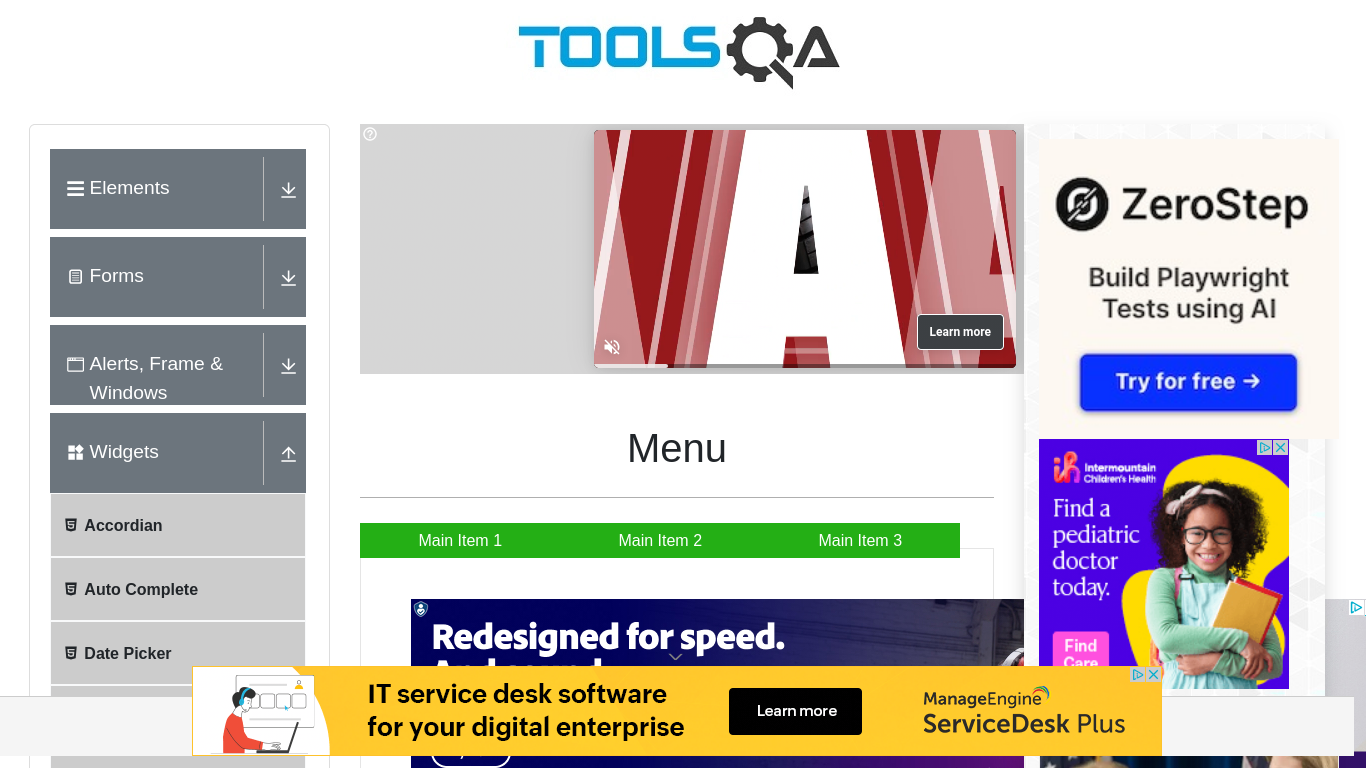 TOOLSQA
Elements
Forms
Alerts, Frame &
Windows
Widgets
Accordian
Auto Complete
Date Picker
A
Learn more
Menu
Main Item 1
Main Item 2
Main Item 3
Redesigned for speed.
ZeroStep
Build Playwright
Tests using AI
Try for free →
Intermountain
Children's Health
Find a
pediatric
doctor
today.
Find
Care
IT service desk software
for your digital enterprise
Learn more
ManageEngine
ServiceDesk Plus